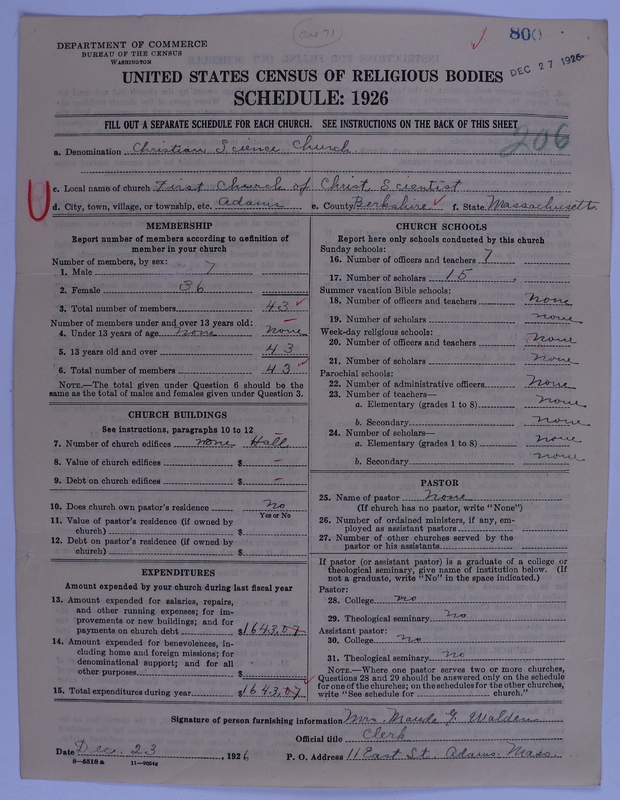 (Cre 71)
800
DEPARTMENT OF COMMERCE
BUREAU OF THE CENSUS
WASHINGTON
DEC 27 1926
UNITED STATES CENSUS OF RELIGIOUS BODIES
SCHEDULE: 1926
FILL OUT A SEPARATE SCHEDULE FOR EACH CHURCH. SEE INSTRUCTIONS ON THE BACK OF THIS SHEET
206
a. Denomination Christian Science Church
c. Local name of church First Church of Christ Scientist
d. City, town, village, or township, etc. Adams e. County Berkshire f. State Massachusetts
MEMBERSHIP
Report number of members according to definition of
member in your church
Number of members, by sex:
1. Male 7
2. Female 36
3. Total number of members 43
Number of members under and over 13 years old:
4. Under 13 years of age none none
5. 13 years old and over 43
6. Total number of members 43
NOTE.—The total given under Question 6 should be
same as the total of males and females given under Question 3.
CHURCH BUILDINGS
See instructions, paragraphs 10 to 12
7. Number of church edifices none Hall
8. Value of church edifices $ –
9. Debt on church edifices $ –
10. Does church own pastor's residence No
Yes or No
11. Value of pastor's residence (if owned by
church) $
12. Debt on pastor's residence (if owned by
church) $
EXPENDITURES
Amount expended by your church during last fiscal year
13. Amount expended for salaries, repairs,
and other running expenses; for im-
provements or new buildings; and for
payments on church debt $1643.07
14. Amount expended for benevolences, in-
cluding home and foreign missions; for
denominational support; and for all
other purposes $
15. Total expenditures during year $1643.07
CHURCH SCHOOLS
Report here only schools conducted by this church
Sunday schools:
16. Number of officers and teachers 7
17. Number of scholars 15
Summer vacation Bible schools:
18. Number of officers and teachers none
19. Number of scholars none
Week-day religious schools:
20. Number of officers and teachers none
21. Number of scholars none
Parochial schools:
22. Number of administrative officers none
23. Number of teachers—
a. Elementary (grades 1 to 8) none
b. Secondary none
24. Number of scholars—
a. Elementary (grades 1 to 8) none
b. Secondary none
PASTOR
25. Name of pastor None
(If church has no pastor, write "None")
26. Number of ordained ministers, if any, em-
ployed as assistant pastors
27. Number of other churches served by the
pastor or his assistants
If pastor (or assistant pastor) is a graduate of a college or
theological seminary, give name of institution below. (If
not a graduate, write "No" in the space indicated.)
Pastor:
28. College no
29. Theological seminary No
Assistant pastor:
30. College No
31. Theological seminary no
NOTE.—Where one pastor serves two or more churches,
Questions 28 and 29 should be answered only on the schedule
for one of the churches; on the schedules for the other churches,
write "See schedule for church."
Signature of person furnishing information Mrs Maude F. Walden
Official title Clerk
Date Dec. 23, 1926 P. O. Address 11 East St. Adams. Mass.
8—5518 a 11—9054a